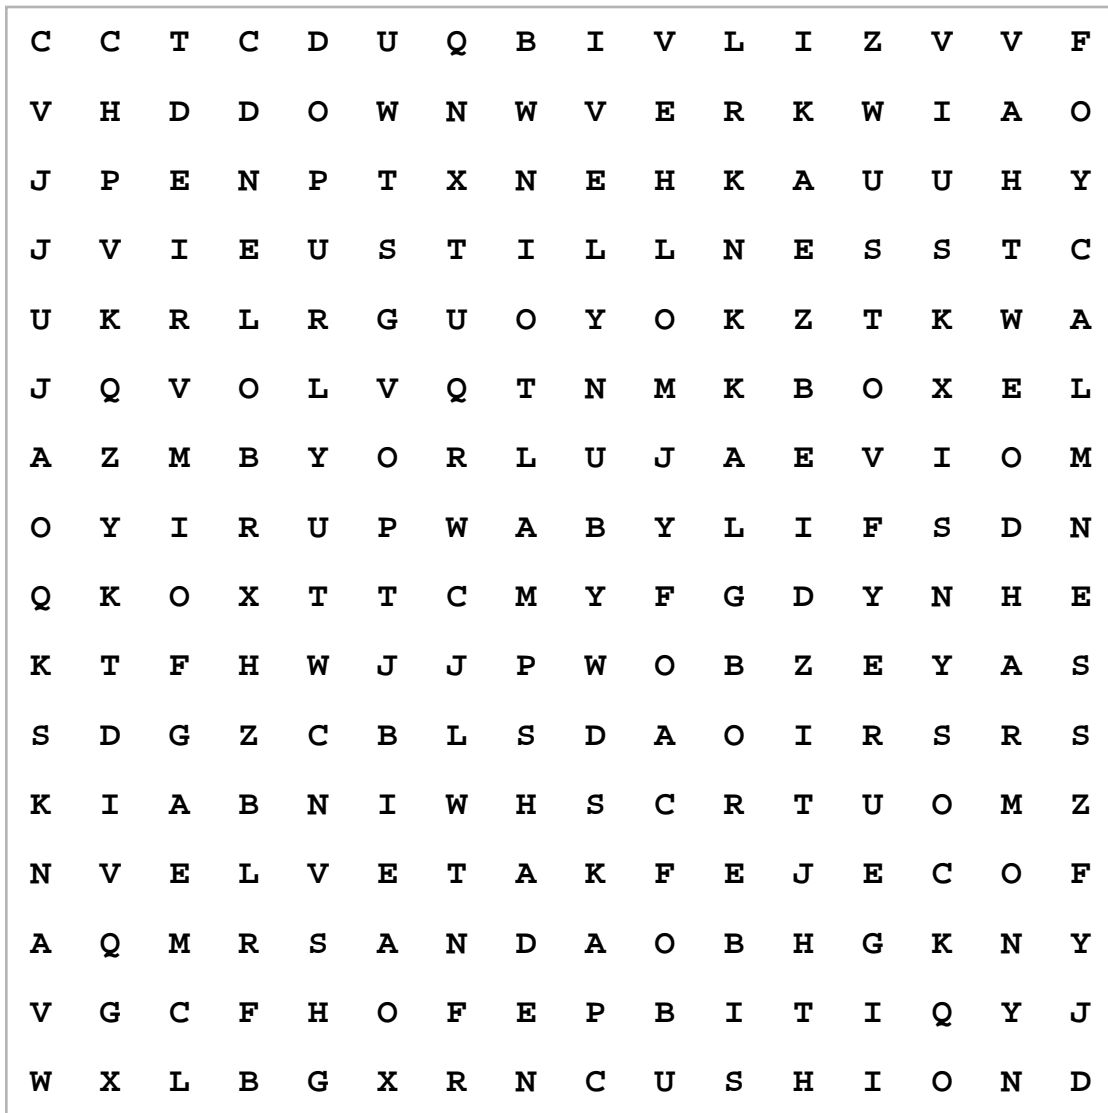 C C T C D U Q B I V L I Z V V F
V H D D O W N W V E R K W I A O
J P E N P T X N E H K A U U H Y
J V I E U S T I L L N E S S T C
U K R L R G U O Y O K Z T K W A
J Q V O L V Q T N M K B O X E L
A Z M B Y O R L U J A E V I O M
O Y I R U P W A B Y L I F S D N
Q K O X T T C M Y F G D Y N H E
K T F H W J J P W O B Z E Y A S
S D G Z C B L S D A O I R S R S
K I A B N I W H S C R T U O M Z
N V E L V E T A K F E J E C O F
A Q M R S A N D A O B H G K N Y
V G C F H O F E P B I T I Q Y J
W X L B G X R N C U S H I O N D